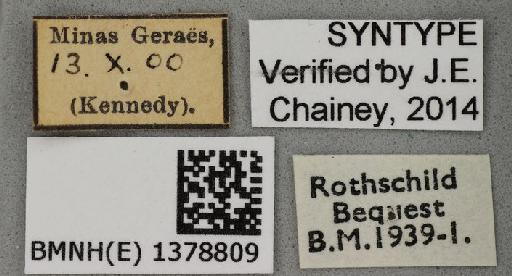 Minas Geraës,
13. X. 00
(Kennedy).
SYNTYPE
Verified by J.E.
Chainey, 2014
BMNH(E) 1378809
Rothschild
Bequest
B.M.1939-1.